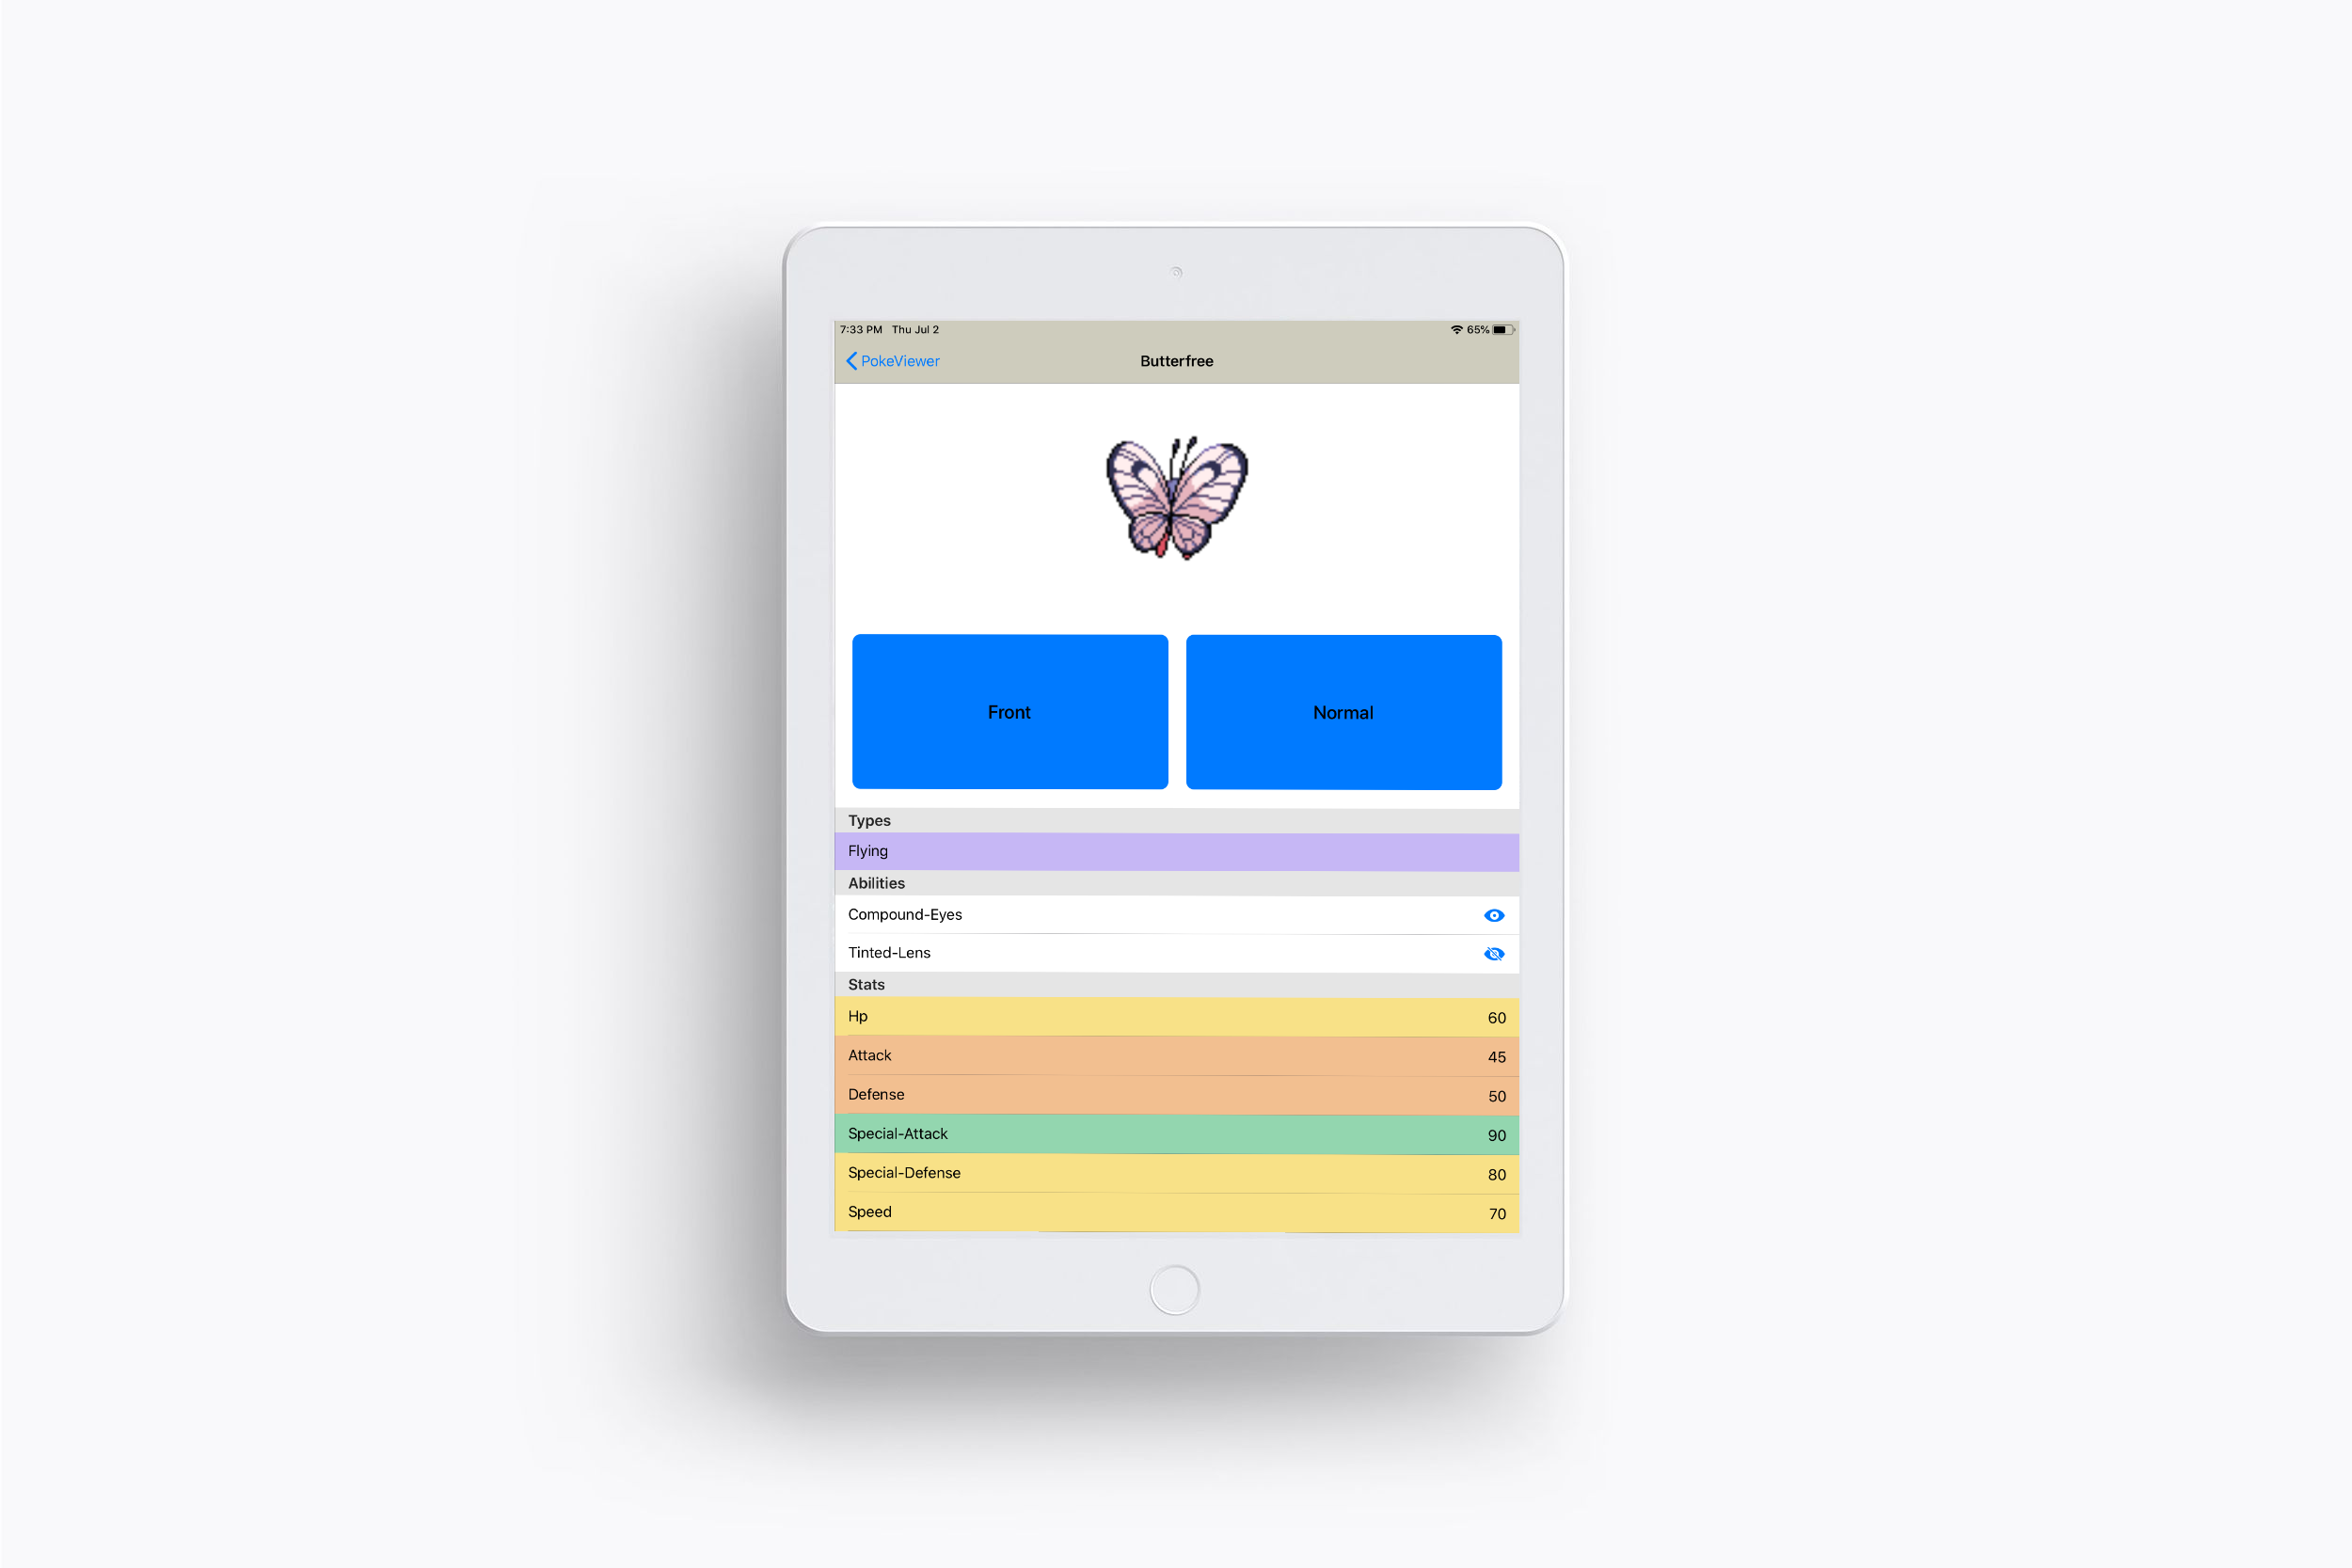 7:33 PM Thu Jul 2 65%
PokeViewer Butterfree
Front Normal
Types
Flying
Abilities
Compound-Eyes
Tinted-Lens
Stats
Hp 60
Attack 45
Defense 50
Special-Attack 90
Special-Defense 80
Speed 70